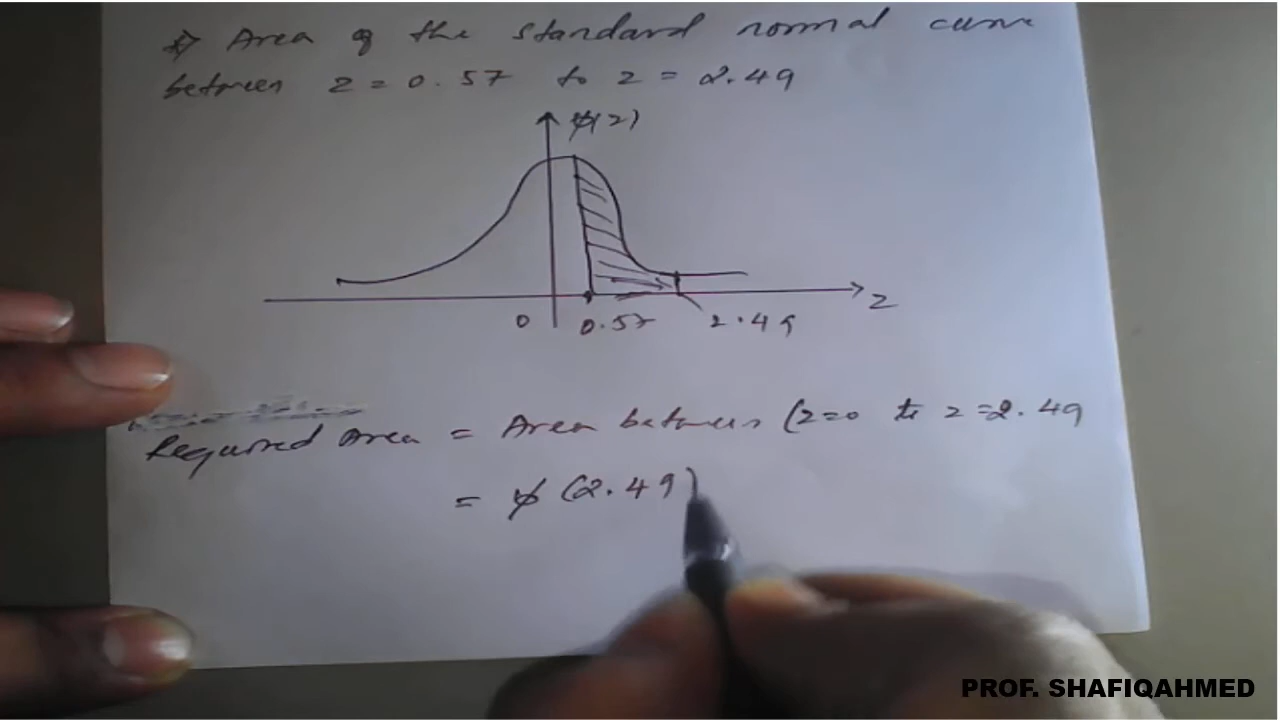 *) Area of the standard normal curve
between z = 0.57 to z = 2.49
φ(z)
0 0.57 2.49 z
Required Area = Area between (z=0 to z=2.49
= φ (2.49)
PROF. SHAFIQAHMED